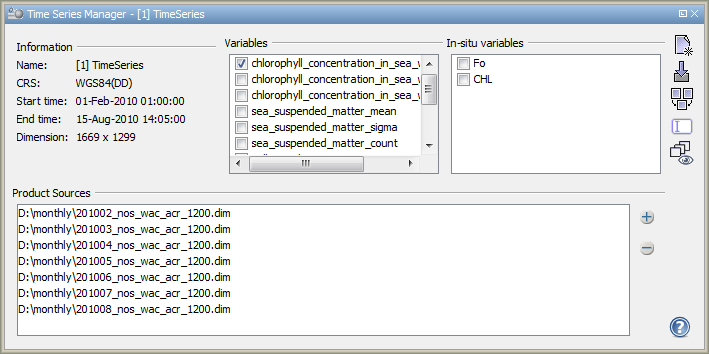 Time Series Manager - [1] TimeSeries
Information
Name: [1] TimeSeries
CRS: WGS84(DD)
Start time: 01-Feb-2010 01:00:00
End time: 15-Aug-2010 14:05:00
Dimension: 1669 x 1299
Variables
chlorophyll_concentration_in_sea_w
chlorophyll_concentration_in_sea_w
chlorophyll_concentration_in_sea_w
sea_suspended_matter_mean
sea_suspended_matter_sigma
sea_suspended_matter_count
In-situ variables
Fo
CHL
Product Sources
D:\monthly\201002_nos_wac_acr_1200.dim
D:\monthly\201003_nos_wac_acr_1200.dim
D:\monthly\201004_nos_wac_acr_1200.dim
D:\monthly\201005_nos_wac_acr_1200.dim
D:\monthly\201006_nos_wac_acr_1200.dim
D:\monthly\201007_nos_wac_acr_1200.dim
D:\monthly\201008_nos_wac_acr_1200.dim